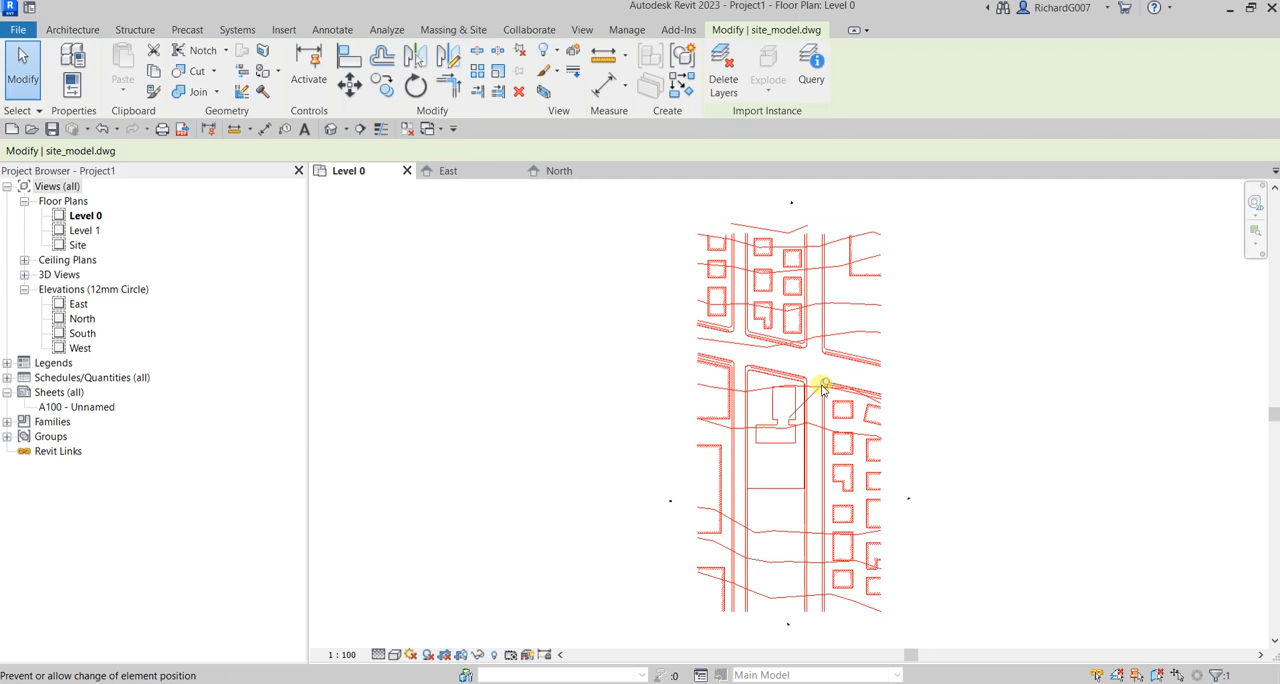 Autodesk Revit 2023 - Project1 - Floor Plan: Level 0
RichardG007
File
Architecture
Structure
Precast
Systems
Insert
Annotate
Analyze
Massing & Site
Collaborate
View
Manage
Add-Ins
Modify | site_model.dwg
Modify
Paste
Notch
Cut
Join
Activate
Delete Layers
Explode
Query
Select
Properties
Clipboard
Geometry
Controls
Modify
View
Measure
Create
Import Instance
Modify | site_model.dwg
Project Browser - Project1
Level 0
East
North
Views (all)
Floor Plans
Level 0
Level 1
Site
Ceiling Plans
3D Views
Elevations (12mm Circle)
East
North
South
West
Legends
Schedules/Quantities (all)
Sheets (all)
A100 - Unnamed
Families
Groups
Revit Links
1 : 100
Prevent or allow change of element position
:0
Main Model
:1